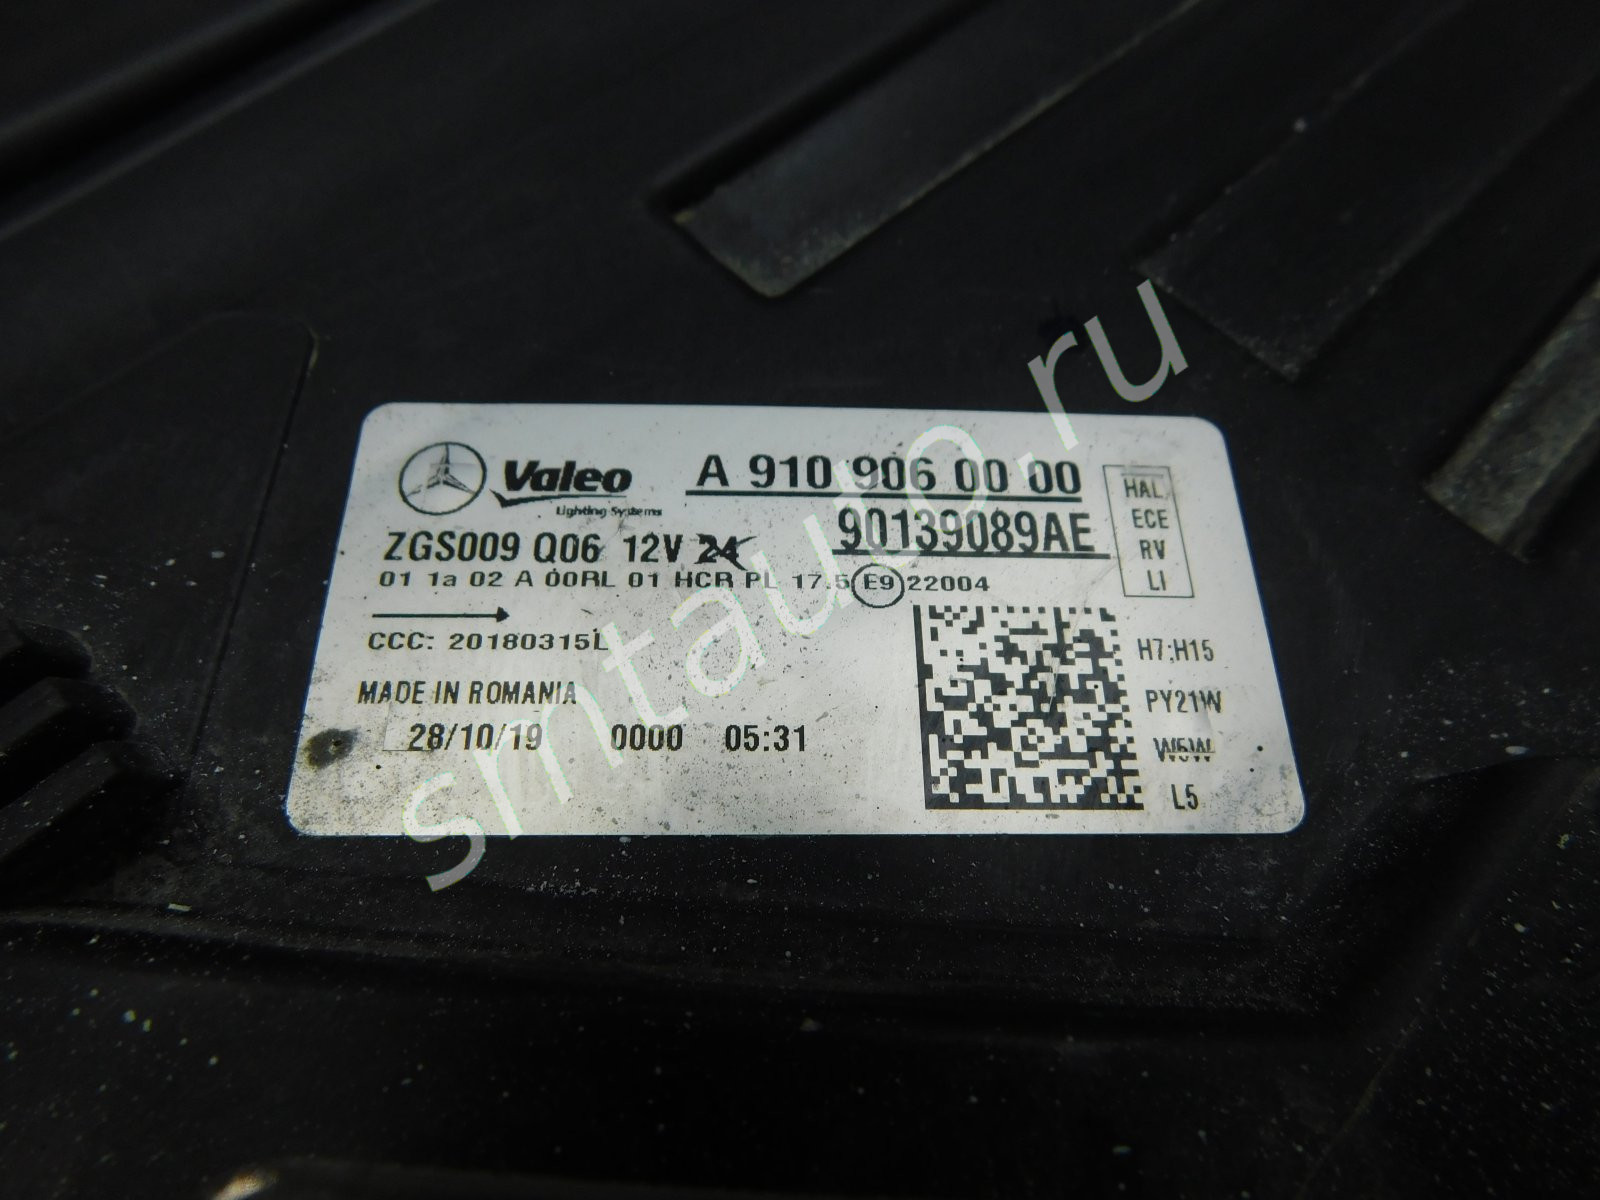 Valeo
Lighting Systems
A 910 906 00 00
90139089AE
ZGS009 Q06 12V 24
01 1a 02 A 00RL 01 HCR PL 17.5 E9 22004
CCC: 20180315L
MADE IN ROMANIA
28/10/19 0000 05:31
HAL
ECE
RV
LI
H7;H15
PY21W
W5W
L5
smtauto.ru